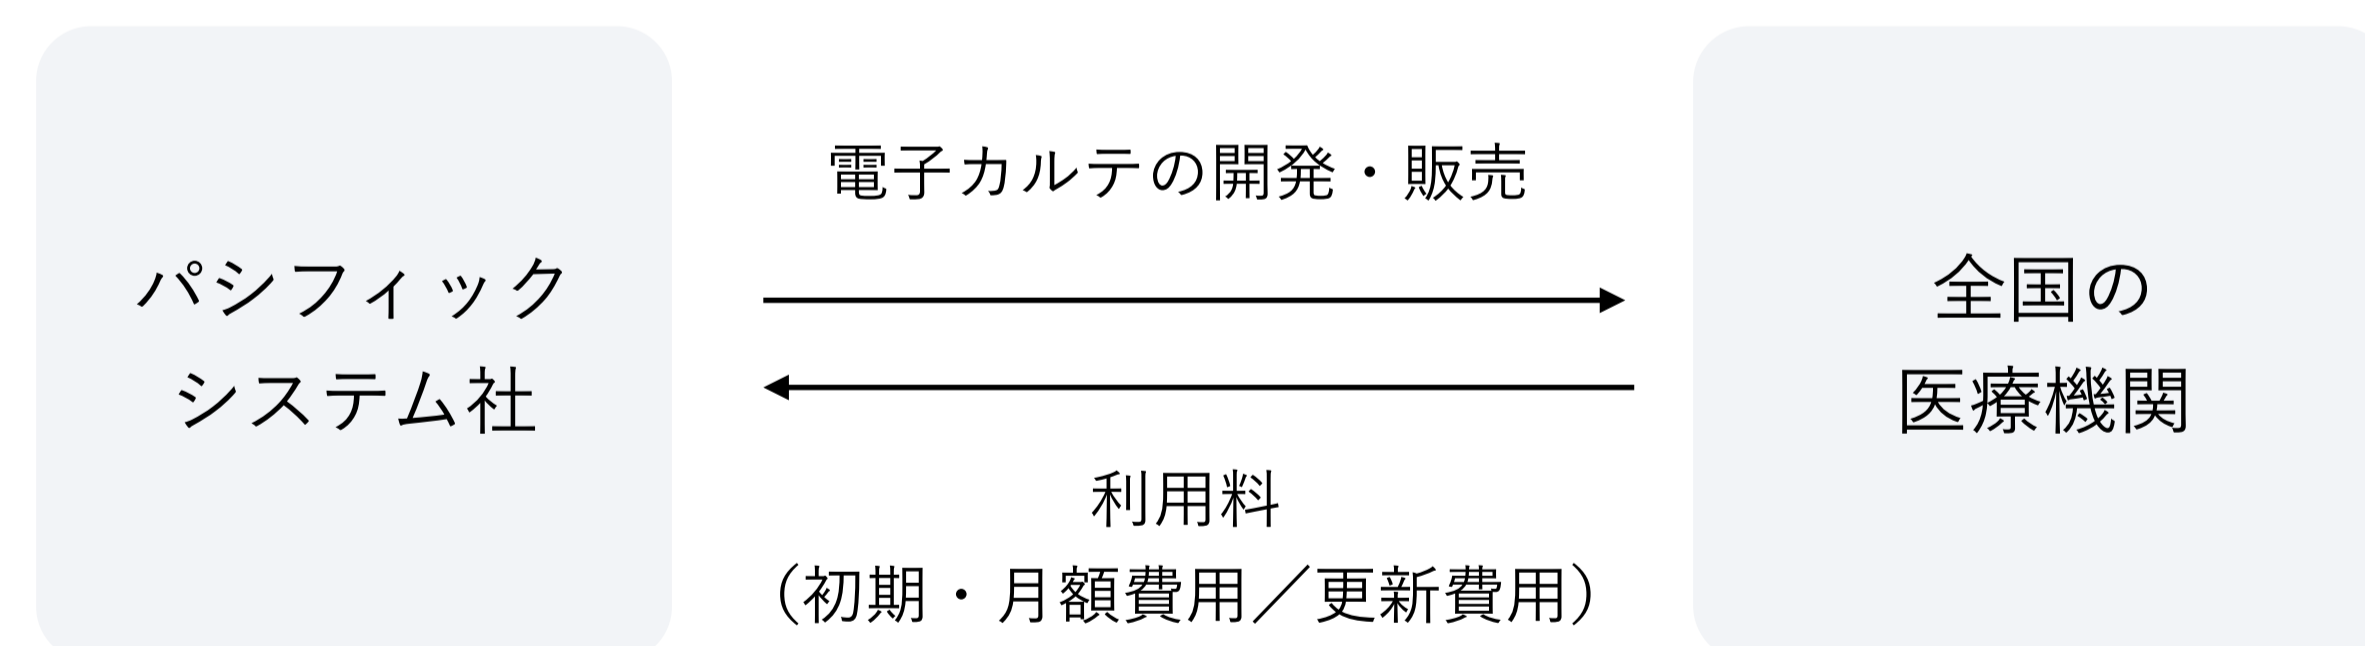 パシフィック
システム社
電子カルテの開発・販売
利用料
（初期・月額費用／更新費用）
全国の
医療機関